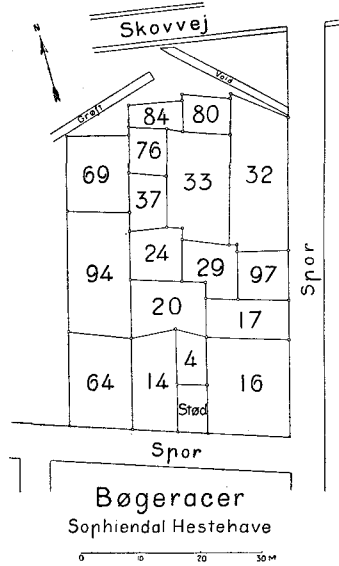 Skovvej
N
Vold
Grøft
84
80
76
69
33
32
37
24
29
97
94
20
17
Spor
4
64
14
16
Stød
Spor
Bøgeracer
Sophiendal Hestehave
0 10 20 30 M